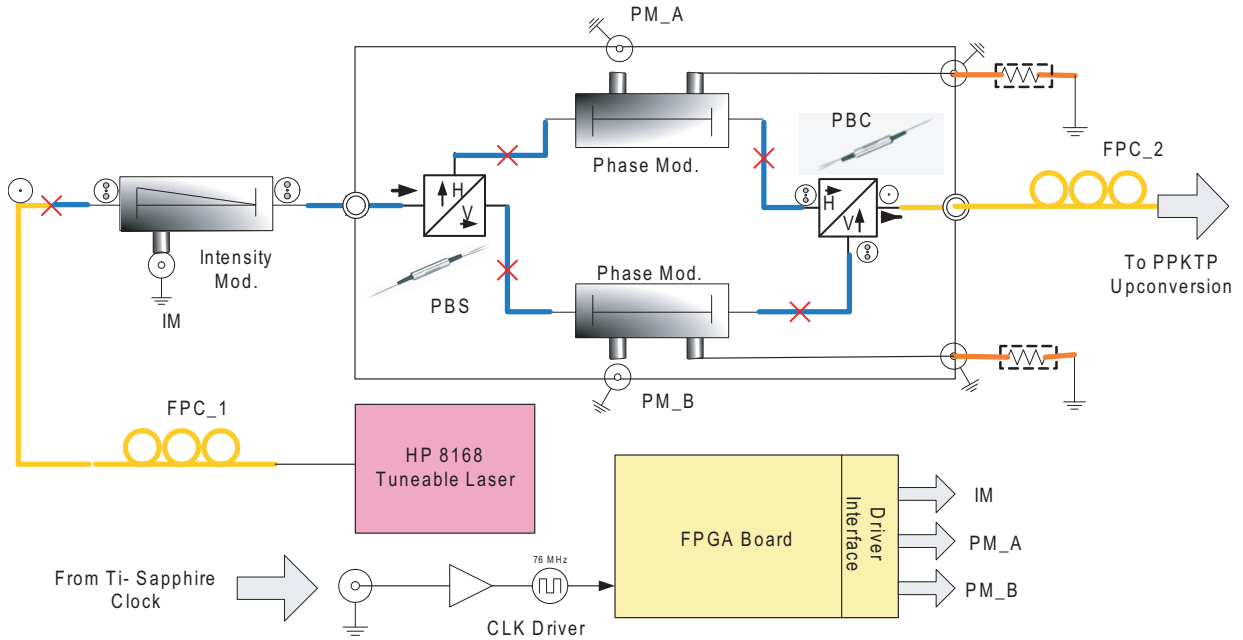 PM_A
Phase Mod.
PBC
FPC_2
H
V
H
V
Intensity
Mod.
IM
PBS
Phase Mod.
To PPKTP
Upconversion
PM_B
FPC_1
HP 8168
Tuneable Laser
FPGA Board
Driver
Interface
IM
PM_A
PM_B
From Ti- Sapphire
Clock
76 MHz
CLK Driver